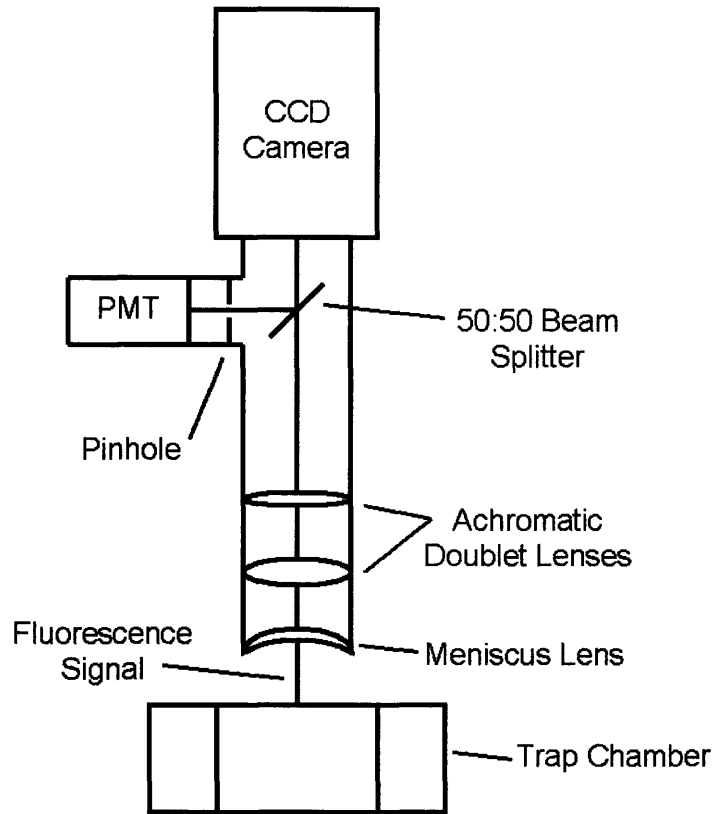 CCD
Camera
PMT
50:50 Beam
Splitter
Pinhole
Achromatic
Doublet Lenses
Fluorescence
Signal
Meniscus Lens
Trap Chamber